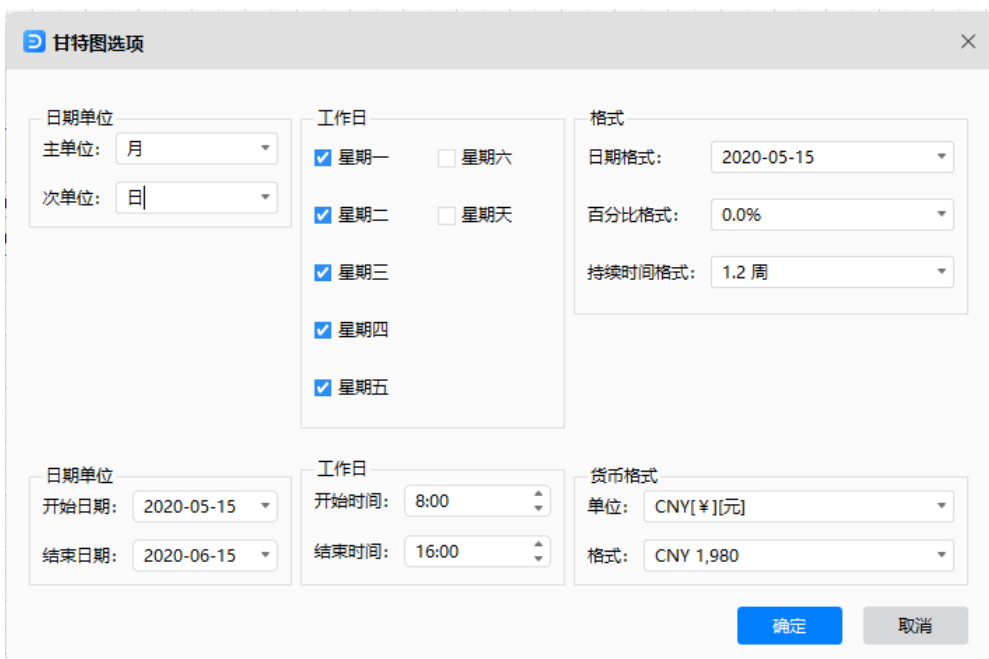 甘特图选项
日期单位
主单位: 月
次单位: 日
工作日
星期一 星期六
星期二 星期天
星期三
星期四
星期五
格式
日期格式: 2020-05-15
百分比格式: 0.0%
持续时间格式: 1.2 周
日期单位
开始日期: 2020-05-15
结束日期: 2020-06-15
工作日
开始时间: 8:00
结束时间: 16:00
货币格式
单位: CNY[¥][元]
格式: CNY 1,980
确定 取消